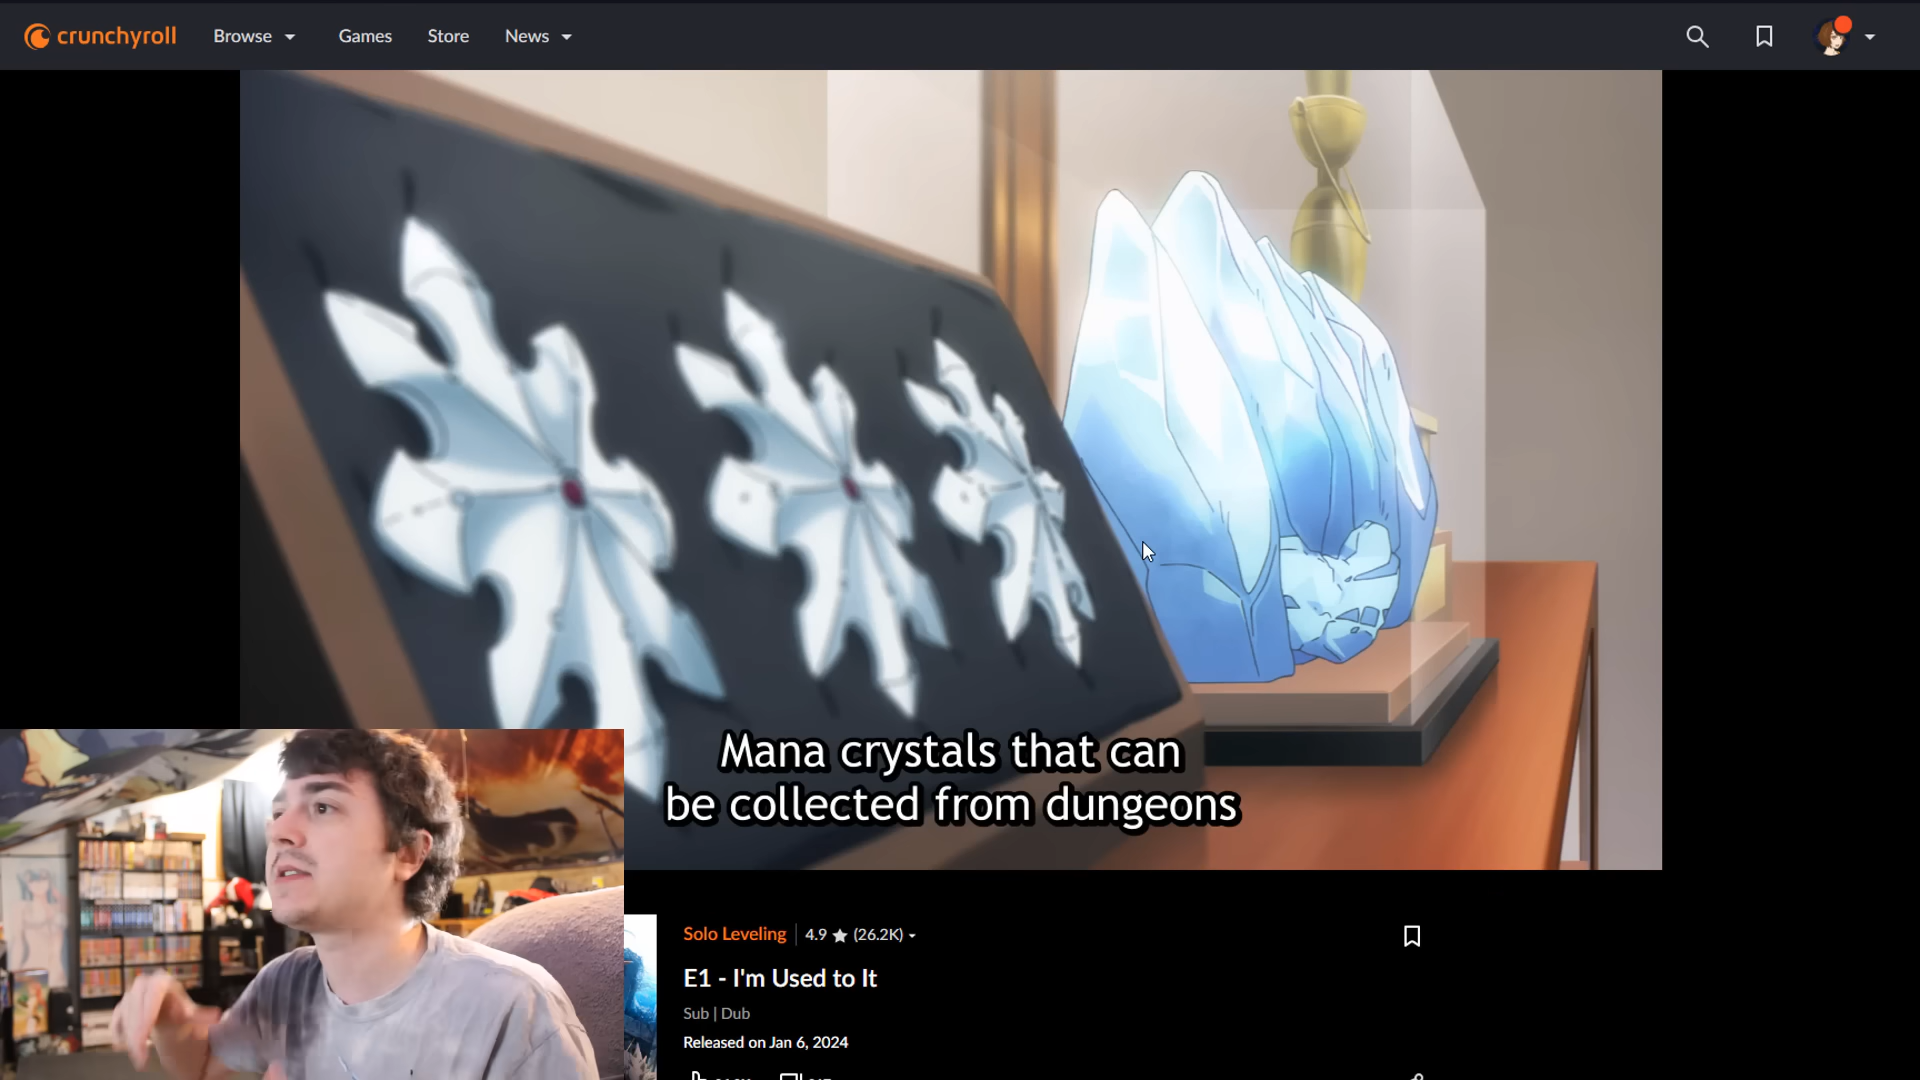 crunchyroll
Browse
Games
Store
News
Mana crystals that can
be collected from dungeons
Solo Leveling 4.9 ★ (26.2K)
E1 - I'm Used to It
Sub | Dub
Released on Jan 6, 2024